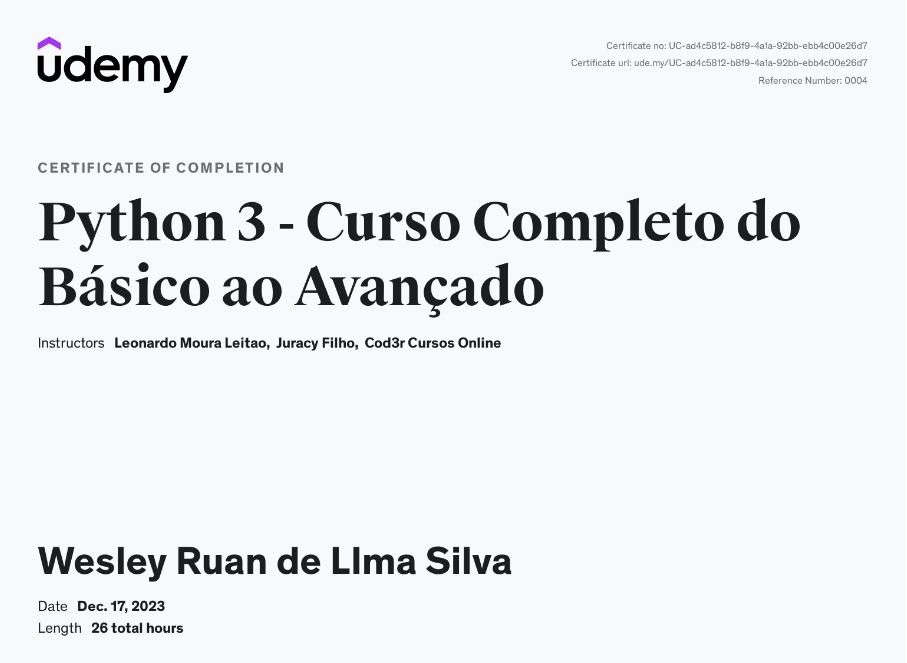 udemy
Certificate no: UC-ad4c5812-b8f9-4a1a-92bb-ebb4c00e26d7
Certificate url: ude.my/UC-ad4c5812-b8f9-4a1a-92bb-ebb4c00e26d7
Reference Number: 0004
CERTIFICATE OF COMPLETION
Python 3 - Curso Completo do
Básico ao Avançado
Instructors Leonardo Moura Leitao, Juracy Filho, Cod3r Cursos Online
Wesley Ruan de LIma Silva
Date Dec. 17, 2023
Length 26 total hours